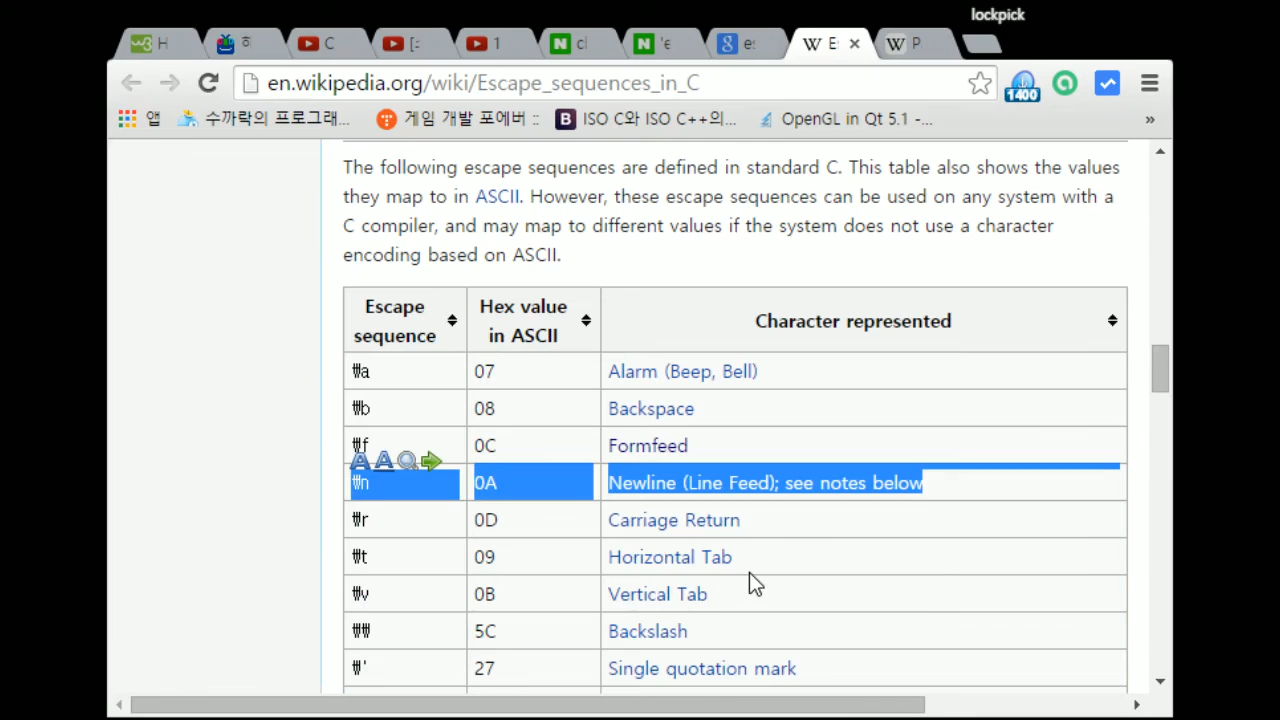 lockpick
H
ㅎ
C
[ː
1
cl
'e
es
E
P
en.wikipedia.org/wiki/Escape_sequences_in_C
1400
앱 수까락의 프로그래... 게임 개발 포에버 :: ISO C와 ISO C++의... OpenGL in Qt 5.1 -... »
The following escape sequences are defined in standard C. This table also shows the values
they map to in ASCII. However, these escape sequences can be used on any system with a
C compiler, and may map to different values if the system does not use a character
encoding based on ASCII.
Escape sequence Hex value in ASCII Character represented
₩a 07 Alarm (Beep, Bell)
₩b 08 Backspace
₩f 0C Formfeed
₩n 0A Newline (Line Feed); see notes below
₩r 0D Carriage Return
₩t 09 Horizontal Tab
₩v 0B Vertical Tab
₩₩ 5C Backslash
₩' 27 Single quotation mark